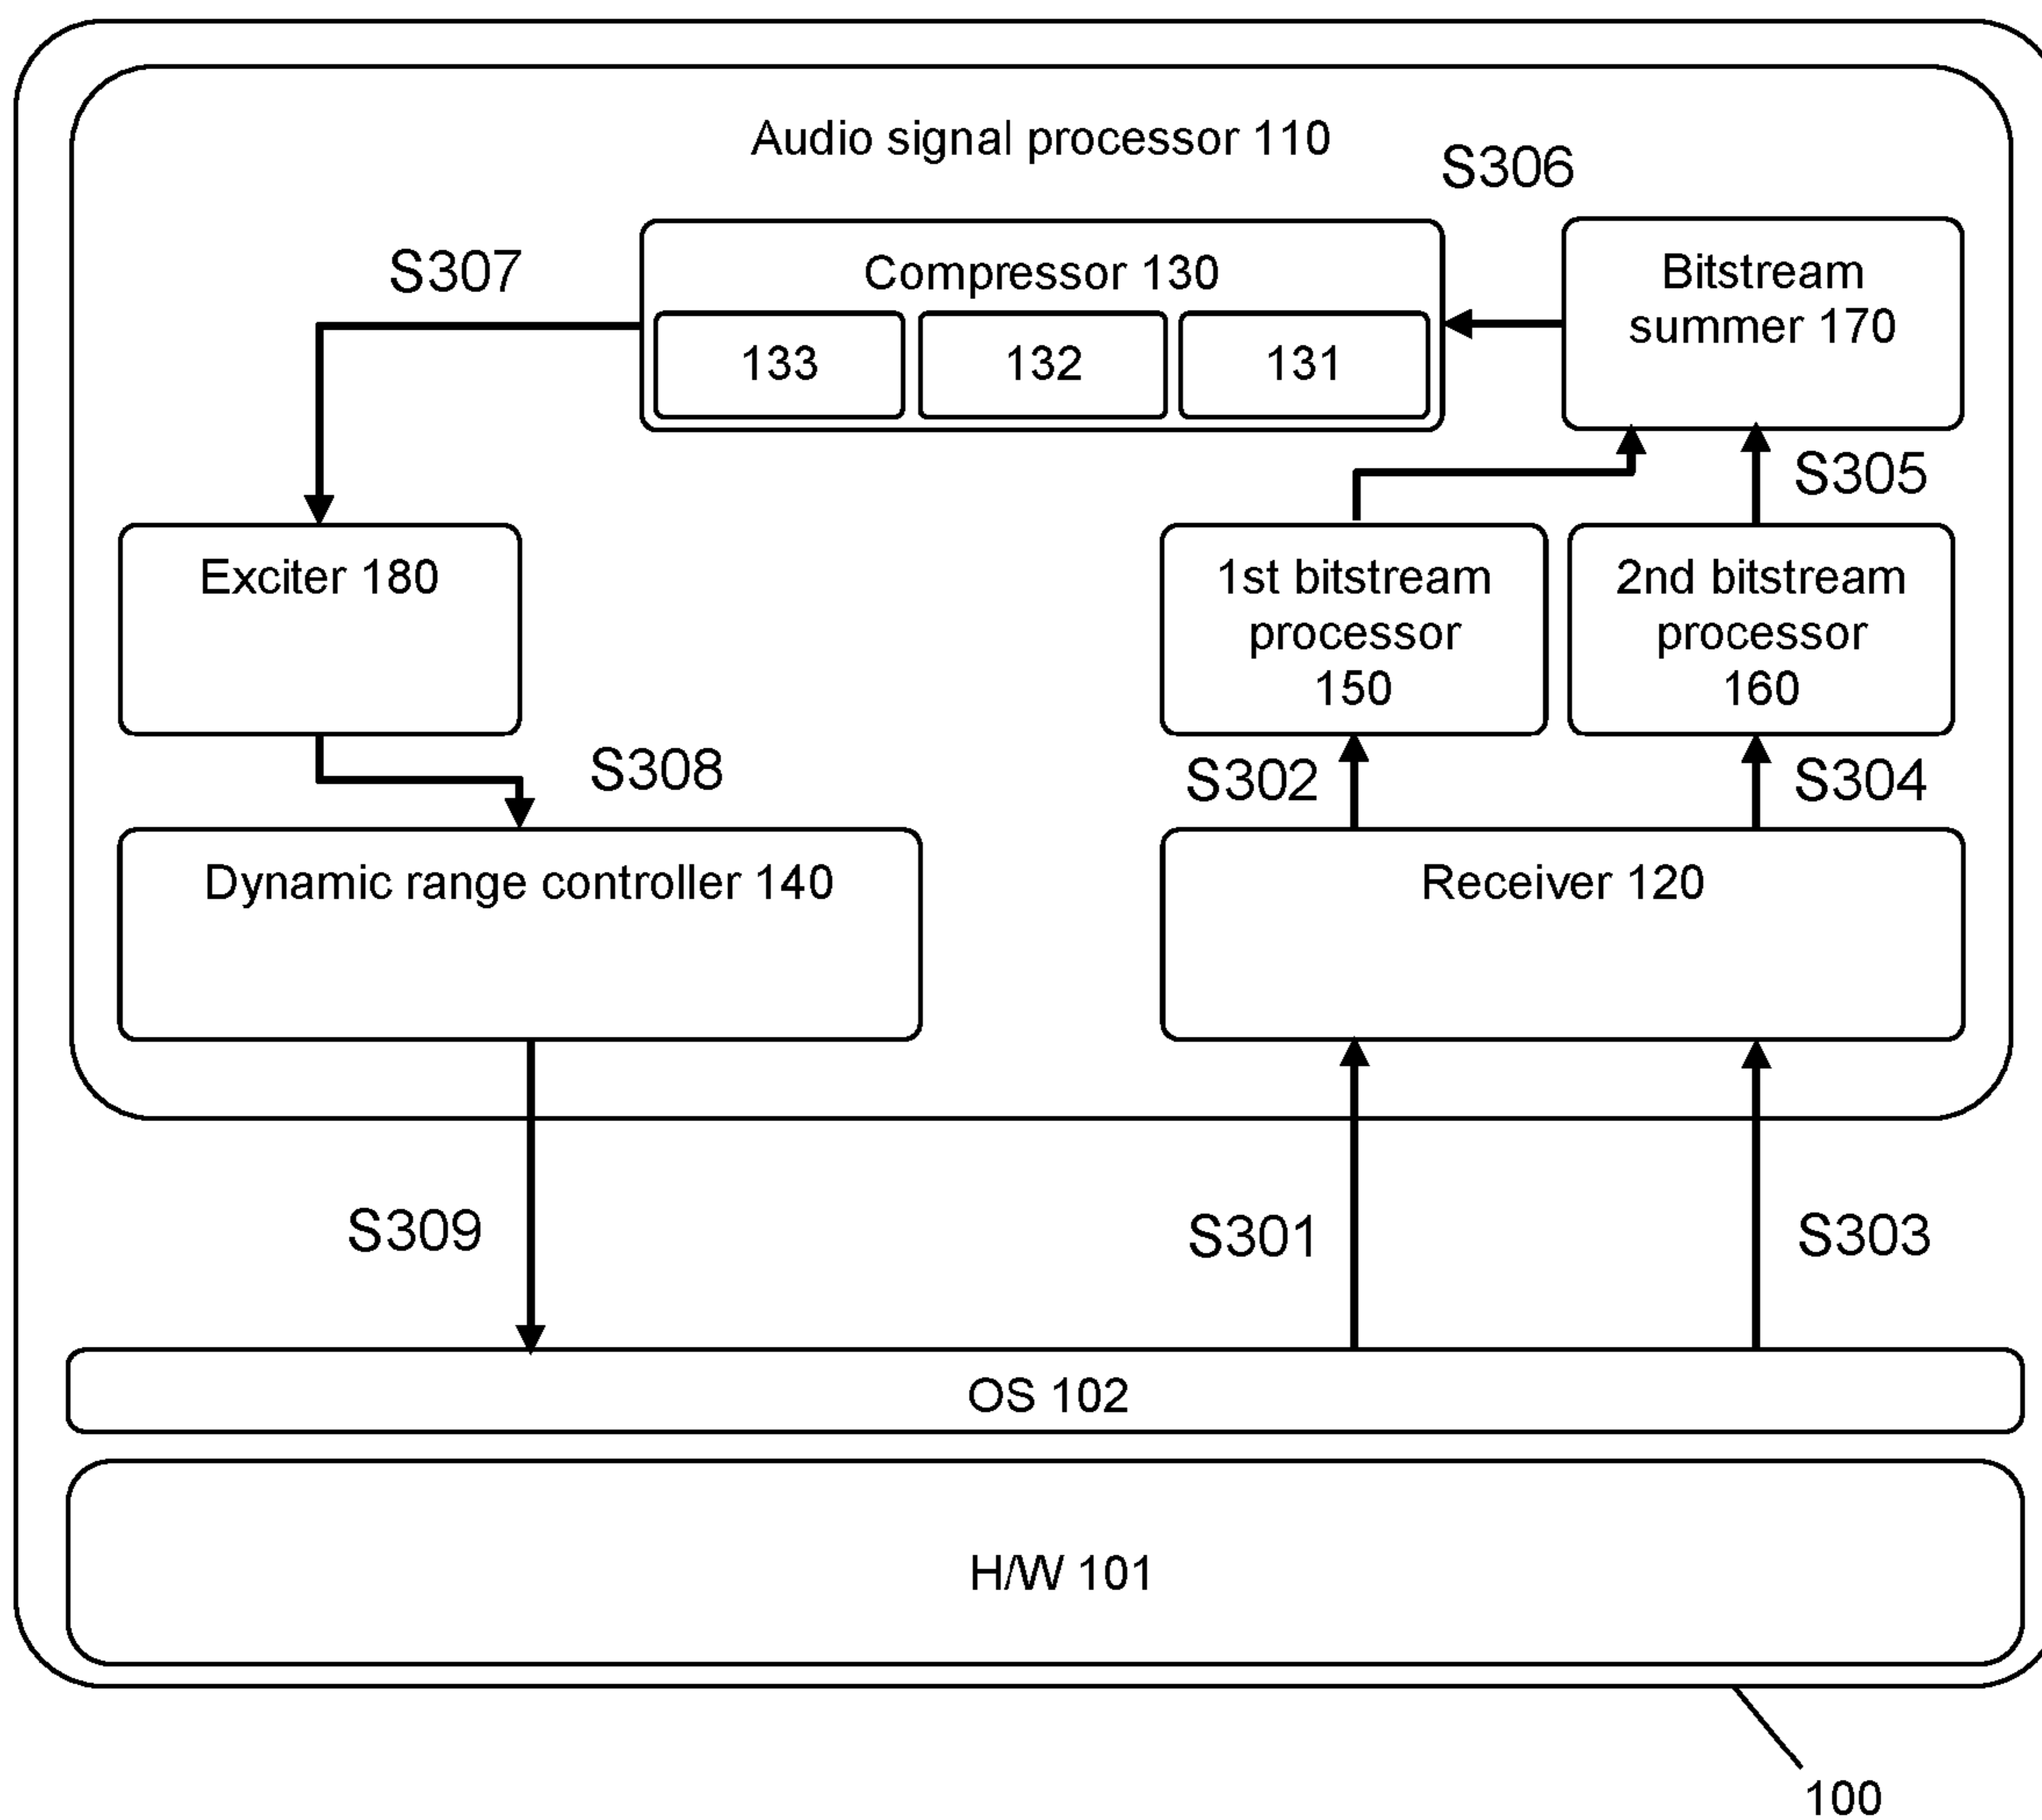 Audio signal processor 110
S306
S307
Compressor 130
133
132
131
Bitstream
summer 170
S305
Exciter 180
1st bitstream
processor
150
2nd bitstream
processor
160
S308
S302
S304
Dynamic range controller 140
Receiver 120
S309
S301
S303
OS 102
H/W 101
100